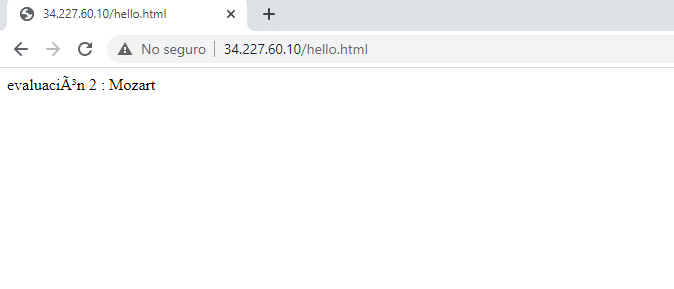 34.227.60.10/hello.html
No seguro | 34.227.60.10/hello.html
evaluaciÃ³n 2 : Mozart